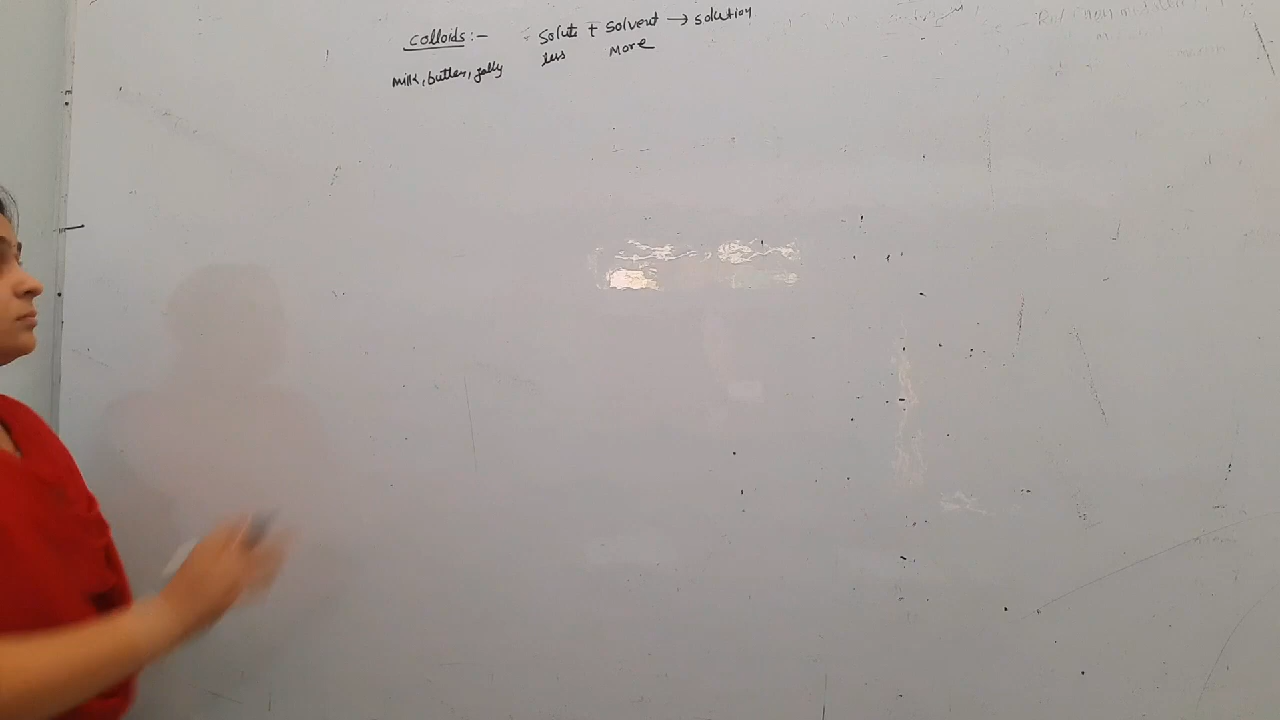 colloids:- Solute + Solvent → solution
less more
milk, butter, jelly